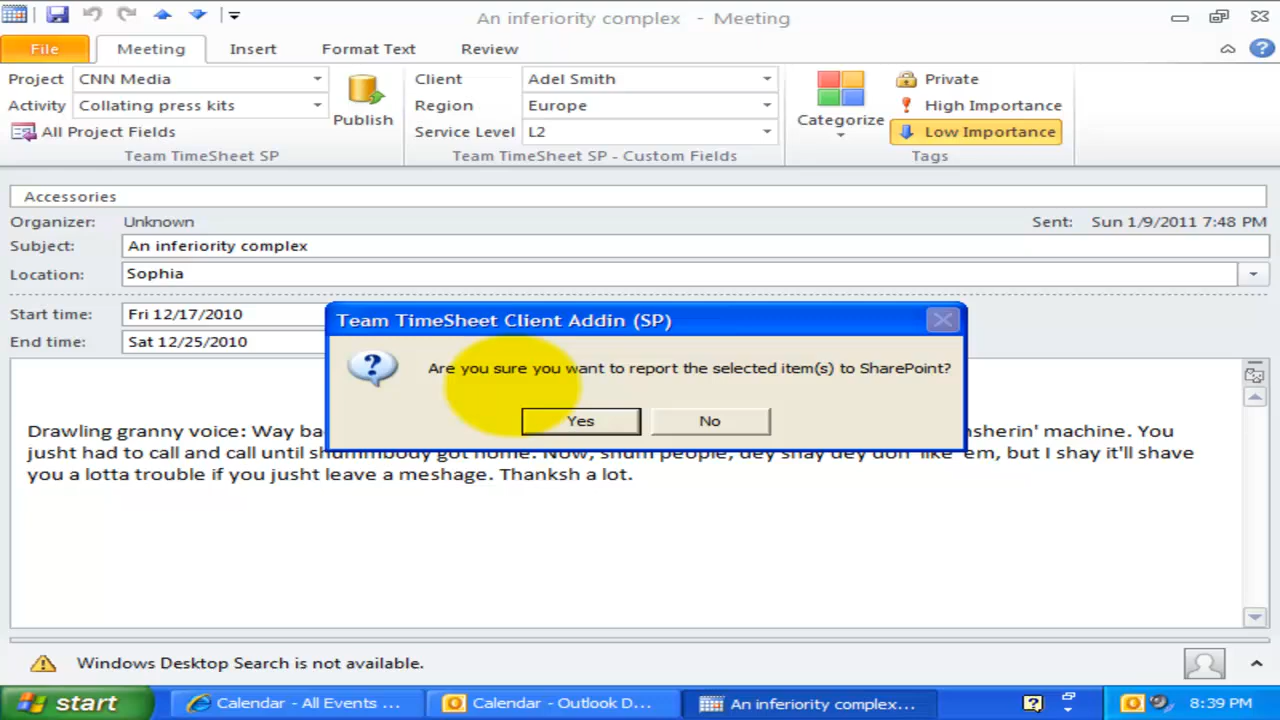 An inferiority complex - Meeting
File Meeting Insert Format Text Review
Project CNN Media
Activity Collating press kits
All Project Fields
Publish
Team TimeSheet SP
Client Adel Smith
Region Europe
Service Level L2
Team TimeSheet SP - Custom Fields
Categorize
Private
High Importance
Low Importance
Tags
Accessories
Organizer: Unknown Sent: Sun 1/9/2011 7:48 PM
Subject: An inferiority complex
Location: Sophia
Start time: Fri 12/17/2010
End time: Sat 12/25/2010
Team TimeSheet Client Addin (SP)
Are you sure you want to report the selected item(s) to SharePoint?
Yes No
Drawling granny voice: Way ba nsherin' machine. You
jusht had to call and call until got home. Now, shum people, dey shay dey don' like 'em, but I shay it'll shave
you a lotta trouble if you jusht leave a meshage. Thanksh a lot.
Windows Desktop Search is not available.
start Calendar - All Events ... Calendar - Outlook D... An inferiority complex... 8:39 PM